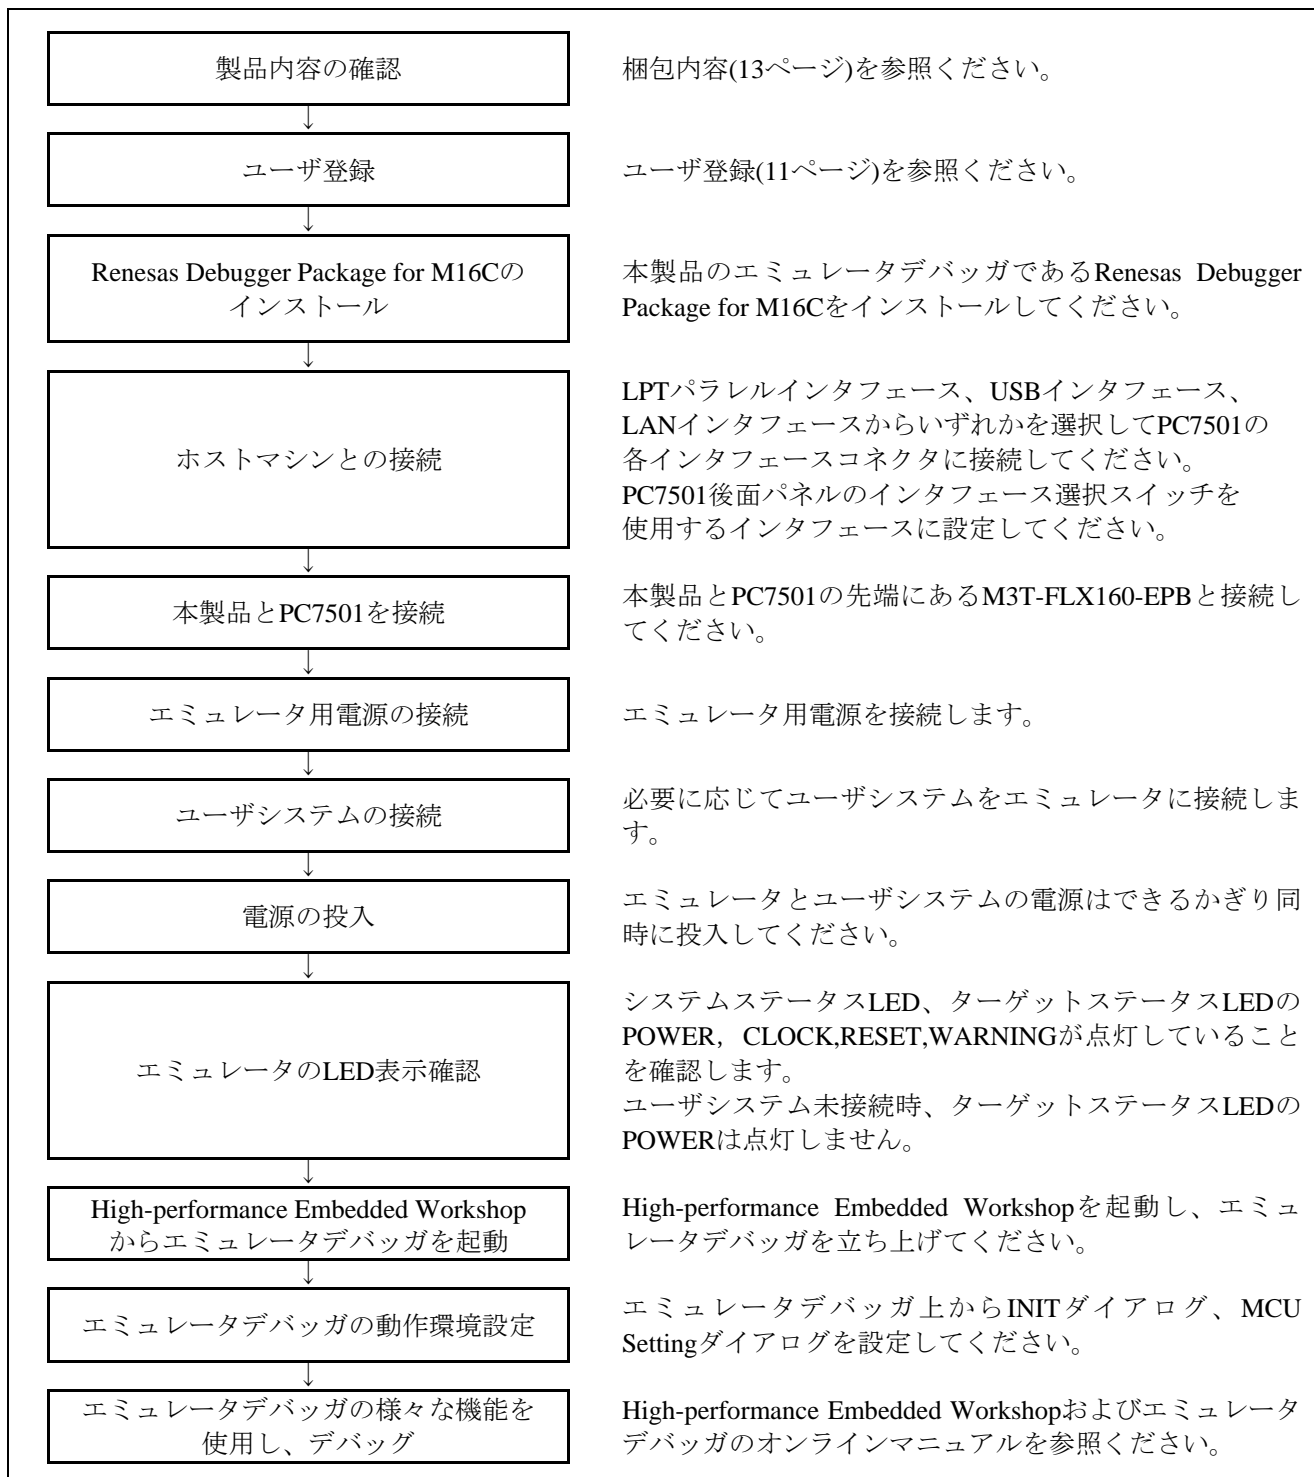 製品内容の確認
梱包内容(13ページ)を参照ください。
↓
ユーザ登録
ユーザ登録(11ページ)を参照ください。
↓
Renesas Debugger Package for M16Cの
インストール
本製品のエミュレータデバッガであるRenesas Debugger
Package for M16Cをインストールしてください。
↓
ホストマシンとの接続
LPTパラレルインタフェース、USBインタフェース、
LANインタフェースからいずれかを選択してPC7501の
各インタフェースコネクタに接続してください。
PC7501後面パネルのインタフェース選択スイッチを
使用するインタフェースに設定してください。
↓
本製品とPC7501を接続
本製品とPC7501の先端にあるM3T-FLX160-EPBと接続し
てください。
↓
エミュレータ用電源の接続
エミュレータ用電源を接続します。
↓
ユーザシステムの接続
必要に応じてユーザシステムをエミュレータに接続しま
す。
↓
電源の投入
エミュレータとユーザシステムの電源はできるかぎり同
時に投入してください。
↓
エミュレータのLED表示確認
システムステータスLED、ターゲットステータスLEDの
POWER，CLOCK,RESET,WARNINGが点灯していること
を確認します。
ユーザシステム未接続時、ターゲットステータスLEDの
POWERは点灯しません。
↓
High-performance Embedded Workshop
からエミュレータデバッガを起動
High-performance Embedded Workshopを起動し、エミュ
レータデバッガを立ち上げてください。
↓
エミュレータデバッガの動作環境設定
エミュレータデバッガ上からINITダイアログ、MCU
Settingダイアログを設定してください。
↓
エミュレータデバッガの様々な機能を
使用し、デバッグ
High-performance Embedded Workshopおよびエミュレータ
デバッガのオンラインマニュアルを参照ください。